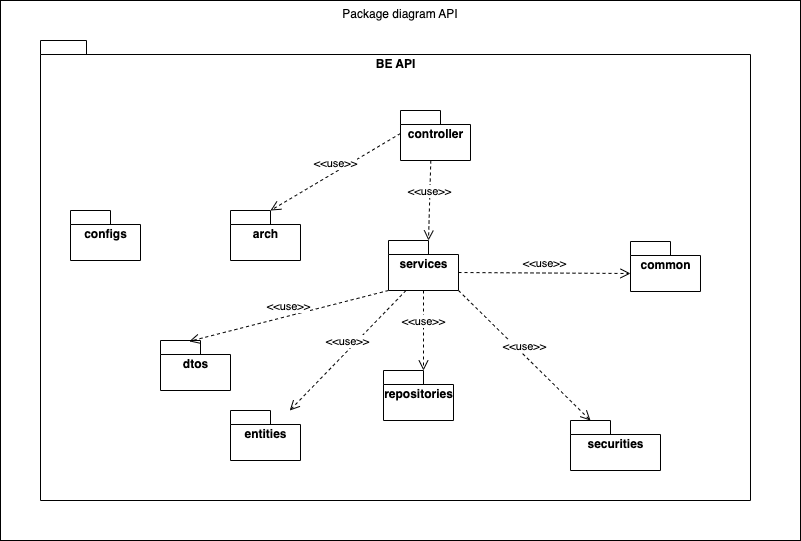 Package diagram API
BE API
controller
<<use>>
<<use>>
configs
arch
services
<<use>>
common
<<use>>
<<use>>
<<use>>
<<use>>
dtos
repositories
entities
securities